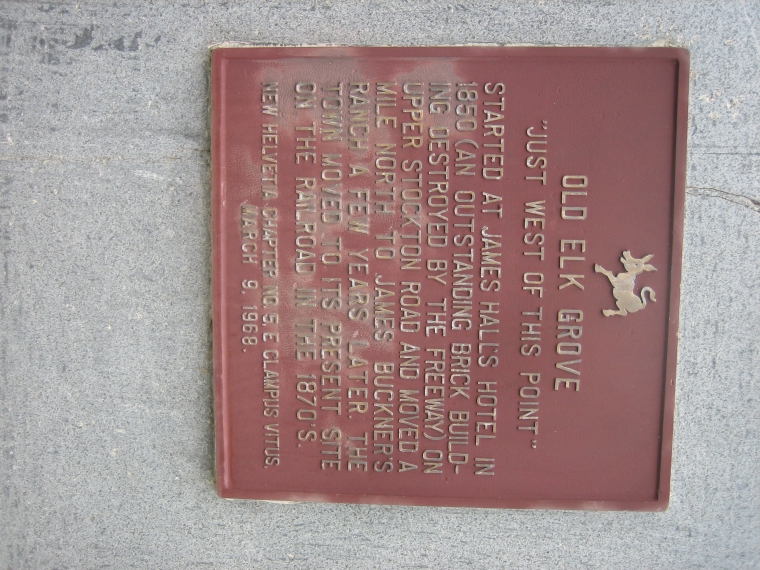 OLD ELK GROVE
"JUST WEST OF THIS POINT"
STARTED AT JAMES HALL'S HOTEL IN
1850 (AN OUTSTANDING BRICK BUILD-
ING DESTROYED BY THE FREEWAY) ON
UPPER STOCKTON ROAD AND MOVED A
MILE NORTH TO JAMES BUCKNER'S
RANCH A FEW YEARS LATER. THE
TOWN MOVED TO ITS PRESENT SITE
ON THE RAILROAD IN THE 1870'S.
NEW HELVETIA CHAPTER NO. 5, E CLAMPUS VITUS.
MARCH 9, 1968.